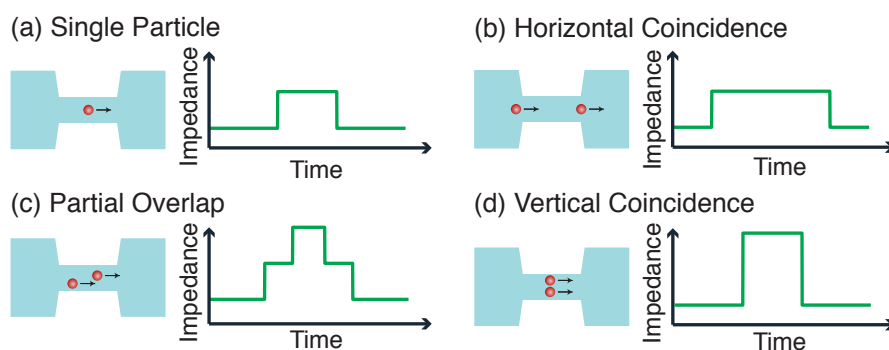 (a) Single Particle
Impedance
Time
(b) Horizontal Coincidence
Impedance
Time
(c) Partial Overlap
Impedance
Time
(d) Vertical Coincidence
Impedance
Time